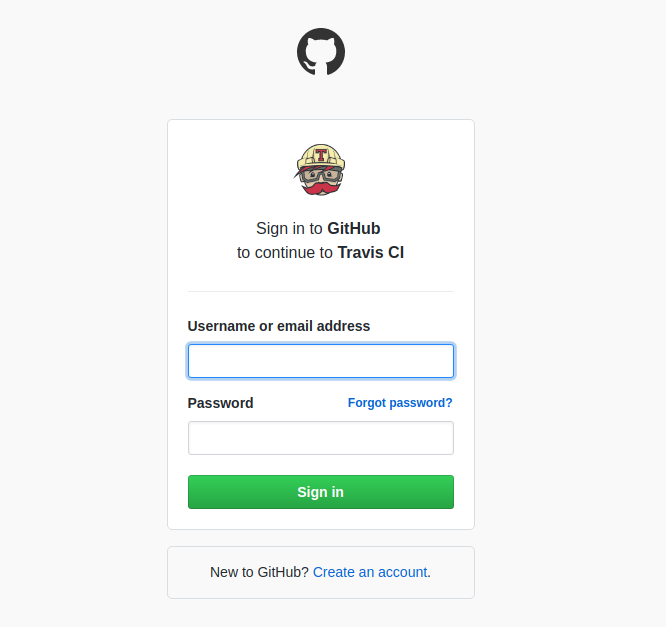 T
Sign in to GitHub
to continue to Travis CI
Username or email address
Password Forgot password?
Sign in
New to GitHub? Create an account.